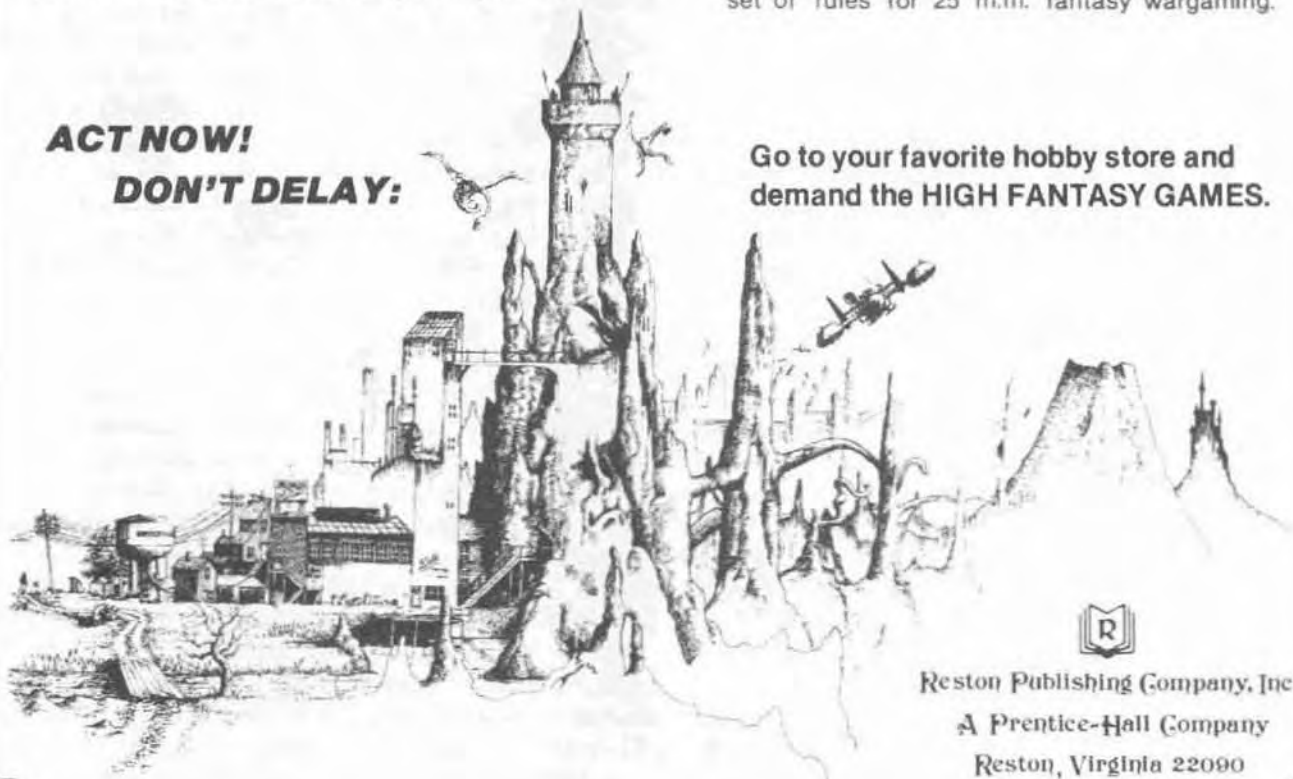 set of rules for 25 m.m. fantasy wargaming.
ACT NOW!
DON'T DELAY:
Go to your favorite hobby store and
demand the HIGH FANTASY GAMES.
R
Reston Publishing Company, Inc
A Prentice-Hall Company
Reston, Virginia 22090